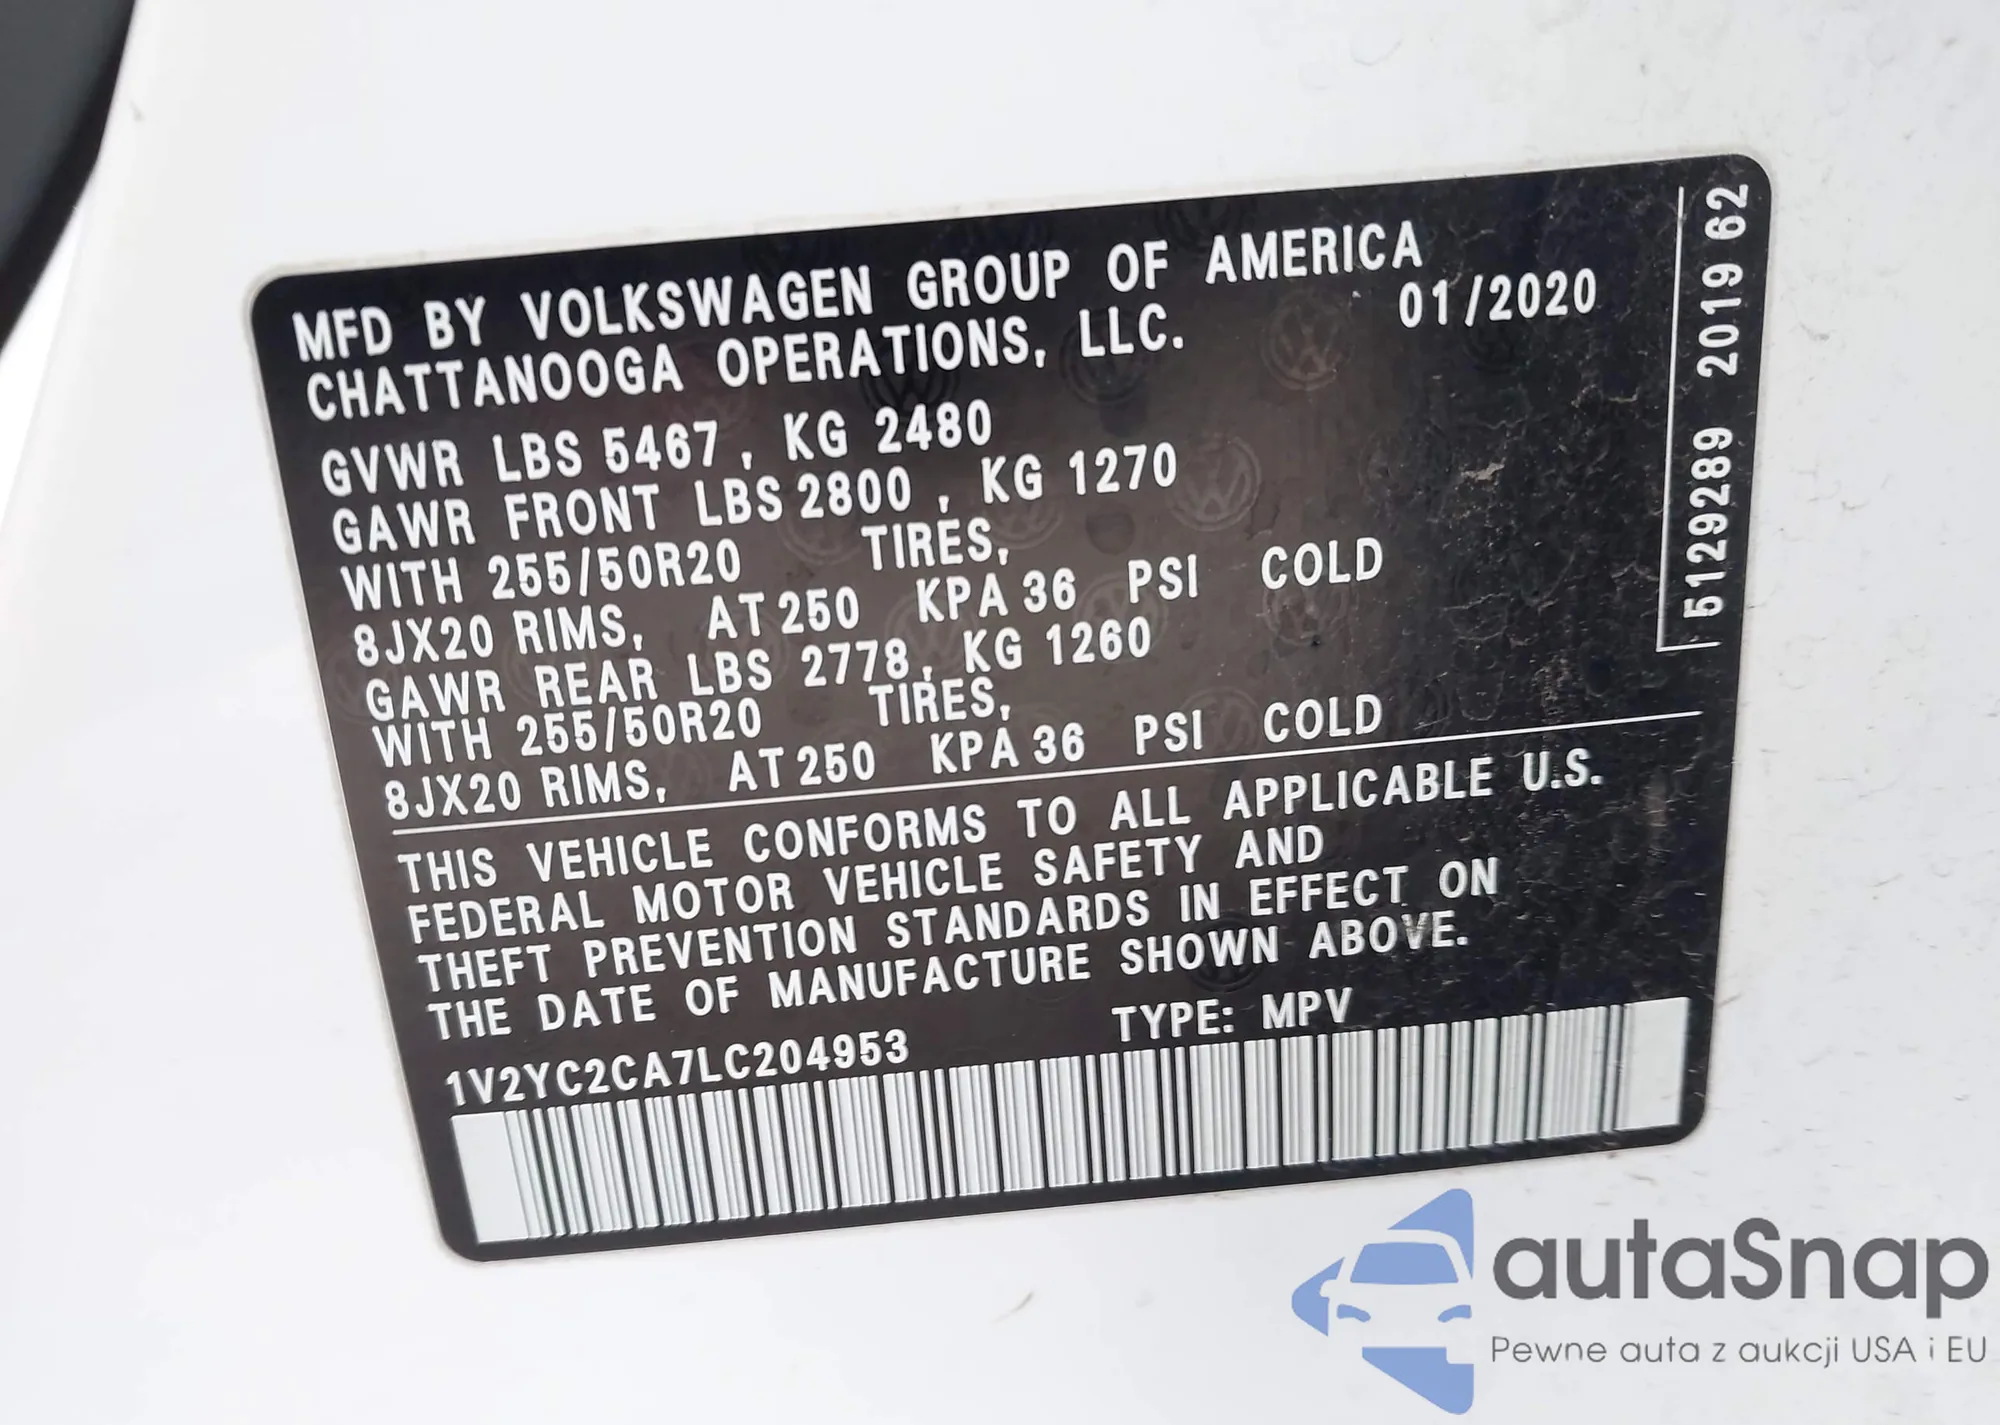 MFD BY VOLKSWAGEN GROUP OF AMERICA
CHATTANOOGA OPERATIONS, LLC. 01/2020
GVWR LBS 5467, KG 2480
GAWR FRONT LBS 2800, KG 1270
WITH 255/50R20 TIRES,
8JX20 RIMS, AT 250 KPA 36 PSI COLD
GAWR REAR LBS 2778, KG 1260
WITH 255/50R20 TIRES,
8JX20 RIMS, AT 250 KPA 36 PSI COLD
THIS VEHICLE CONFORMS TO ALL APPLICABLE U.S.
FEDERAL MOTOR VEHICLE SAFETY AND
THEFT PREVENTION STANDARDS IN EFFECT ON
THE DATE OF MANUFACTURE SHOWN ABOVE.
1V2YC2CA7LC204953 TYPE: MPV
5129289 2019 62
autaSnap
Pewne auta z aukcji USA i EU